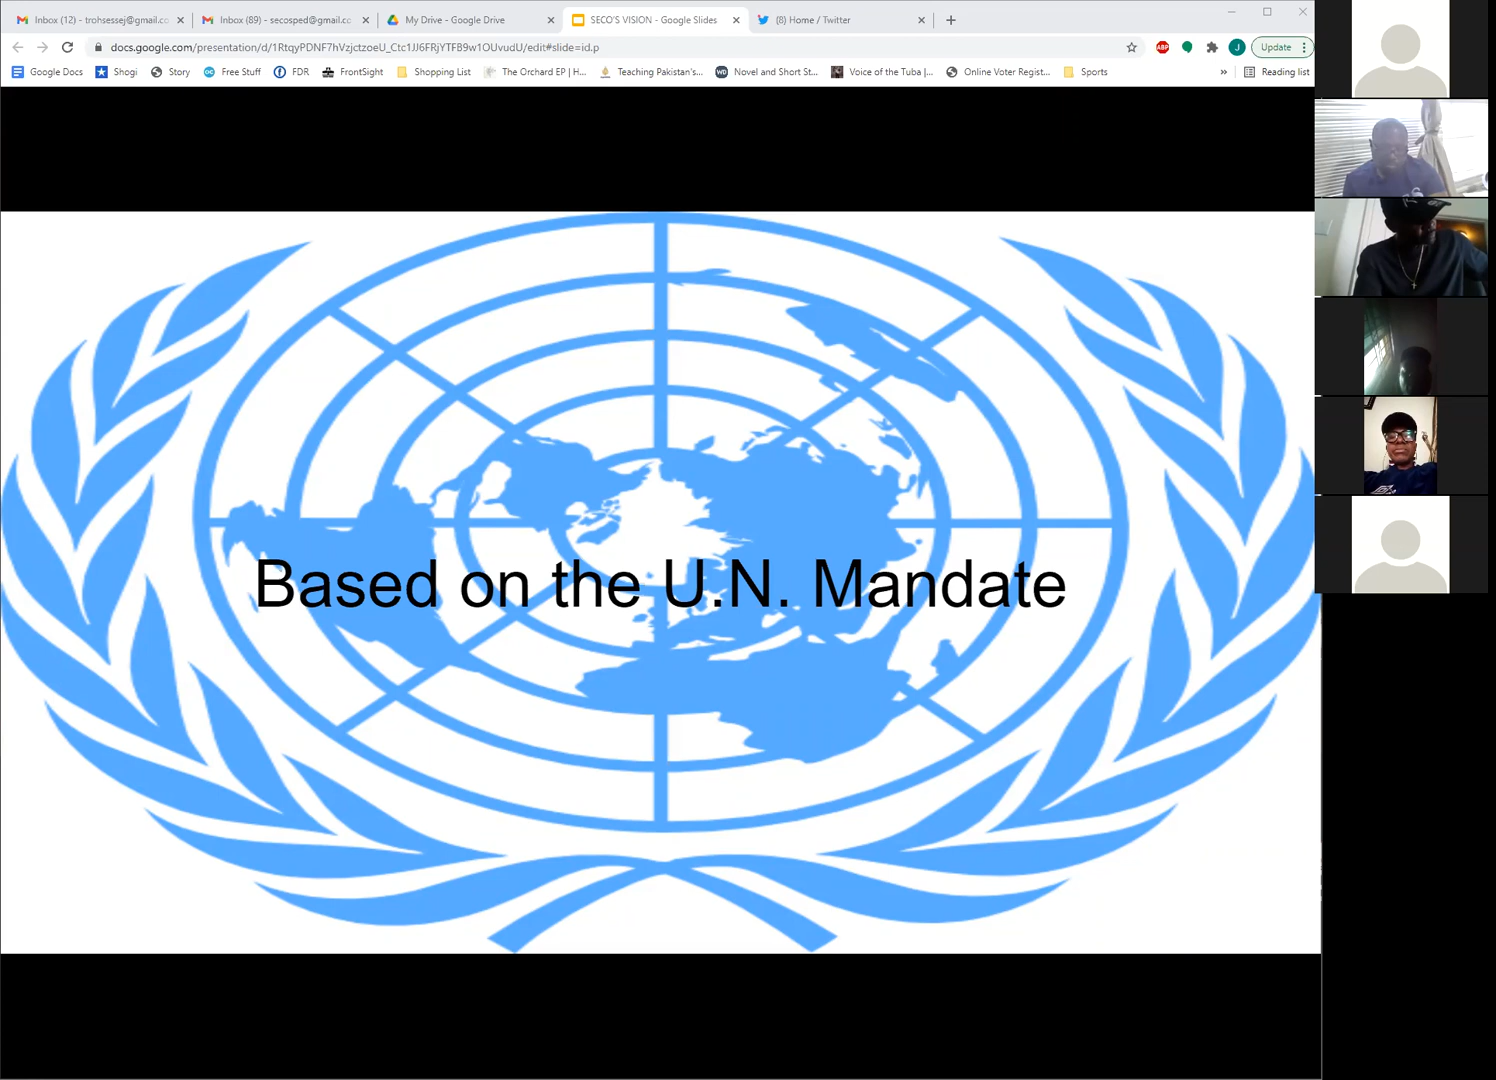 Inbox (12) - trohsessej@gmail.co
Inbox (89) - secosped@gmail.co
My Drive - Google Drive
SECO'S VISION - Google Slides
(8) Home / Twitter
docs.google.com/presentation/d/1RtqyPDNF7hVzjctzoeU_Ctc1JJ6FRjYTFB9w1OUvudU/edit#slide=id.p
ABP
J
Update
Google Docs
Shogi
Story
Free Stuff
FDR
FrontSight
Shopping List
The Orchard EP | H...
Teaching Pakistan's...
WD
Novel and Short St...
Voice of the Tuba |...
Online Voter Regist...
Sports
»
Reading list
Based on the U.N. Mandate